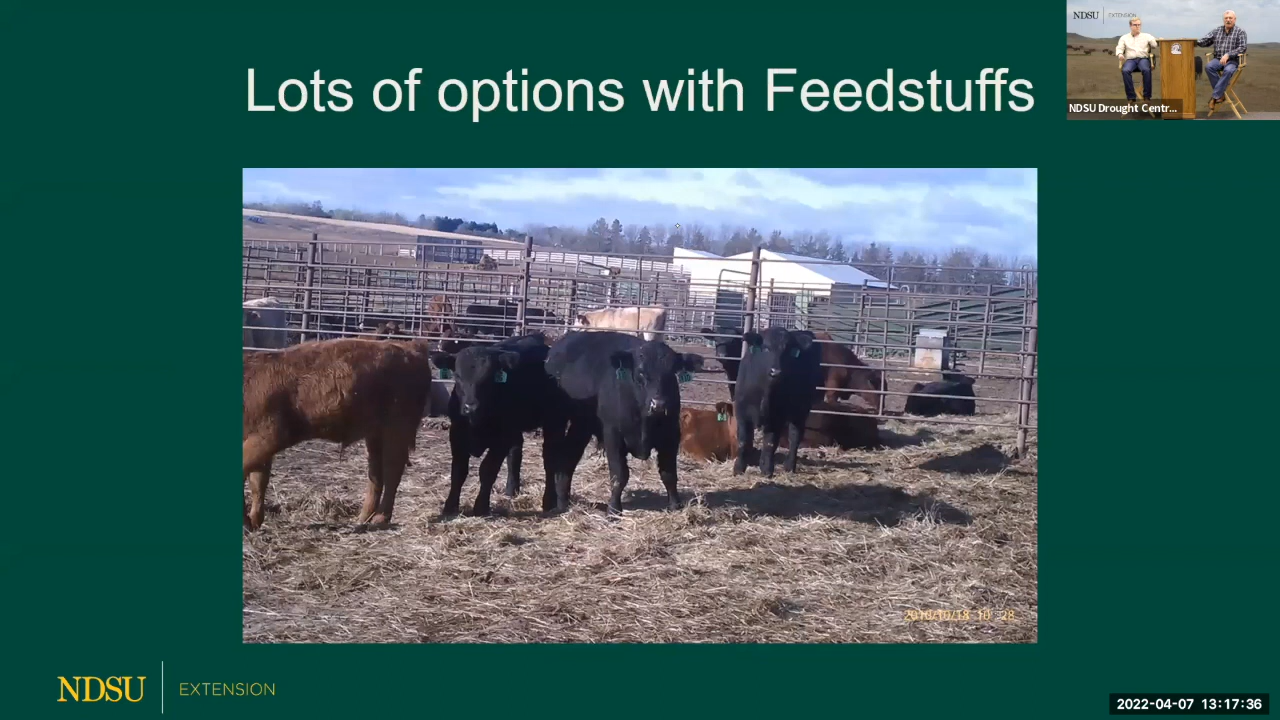 Lots of options with Feedstuffs
NDSU EXTENSION
NDSU Drought Centr...
NDSU EXTENSION
2022-04-07 13:17:36